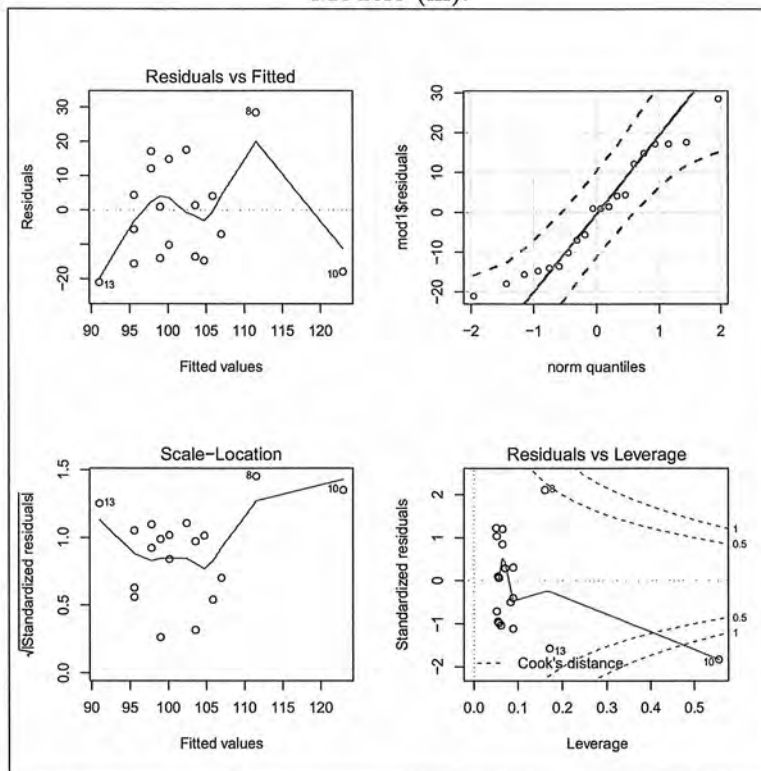 Residuals vs Fitted
Residuals
30
20
10
0
−20
8
13
10
90 95 100 105 110 115 120
Fitted values
mod1$residuals
30
20
10
0
−10
−20
−2 −1 0 1 2
norm quantiles
Scale−Location
√|Standardized residuals|
1.5
1.0
0.5
0.0
8
13
10
90 95 100 105 110 115 120
Fitted values
Residuals vs Leverage
Standardized residuals
2
1
0
−1
−2
8
13
10
1
0.5
0.5
1
Cook's distance
0.0 0.1 0.2 0.3 0.4 0.5
Leverage